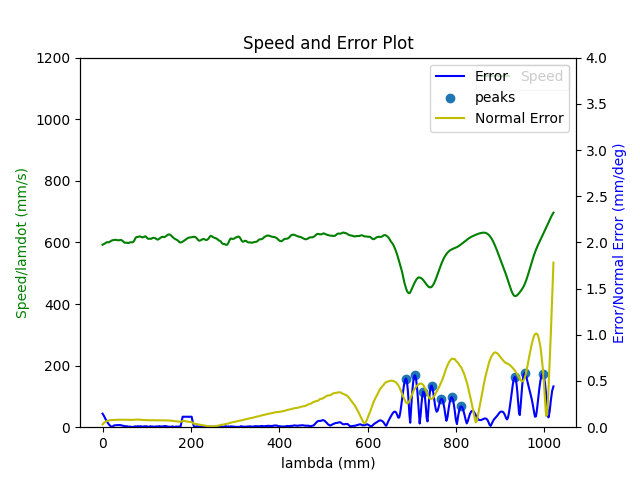 Speed and Error Plot
1200
1000
800
600
400
200
0
Speed/lamdot (mm/s)
Error
Speed
peaks
Normal Error
4.0
3.5
3.0
2.5
2.0
1.5
1.0
0.5
0.0
Error/Normal Error (mm/deg)
0 200 400 600 800 1000
lambda (mm)